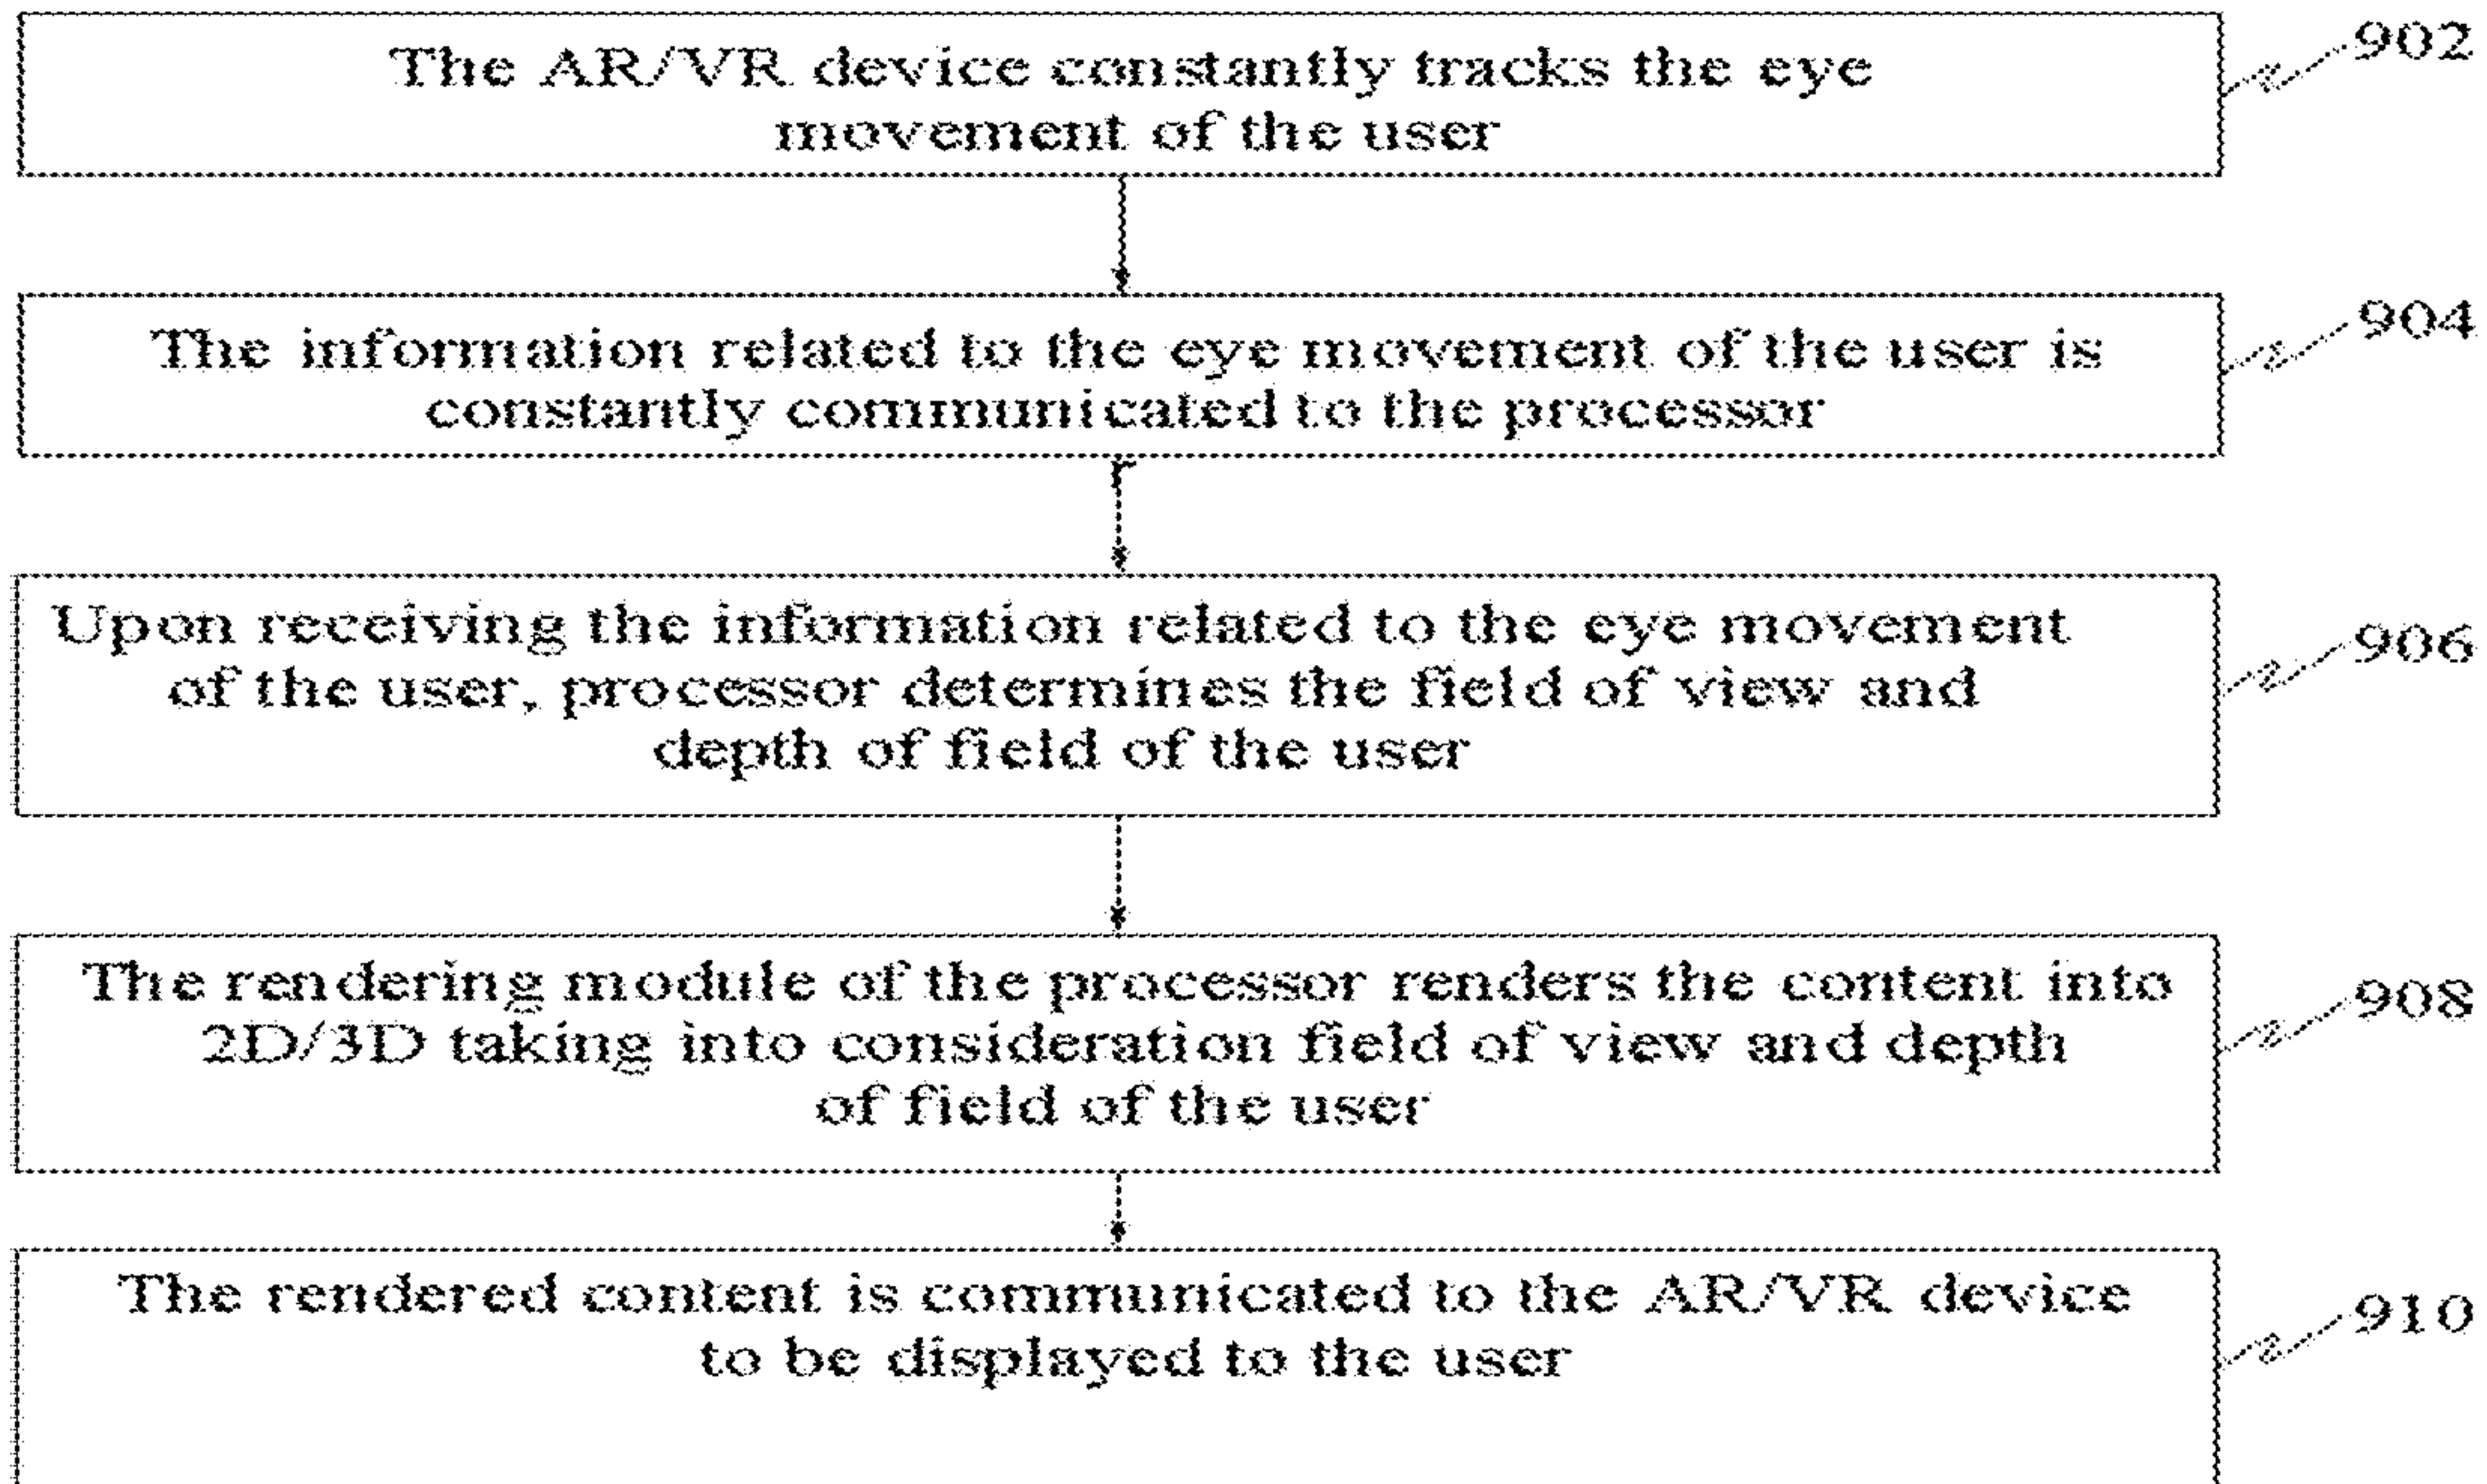 The AR/VR device constantly tracks the eye
movement of the user
902
The information related to the eye movement of the user is
constantly communicated to the processor
904
Upon receiving the information related to the eye movement
of the user, processor determines the field of view and
depth of field of the user
906
The rendering module of the processor renders the content into
2D/3D taking into consideration field of view and depth
of field of the user
908
The rendered content is communicated to the AR/VR device
to be displayed to the user
910